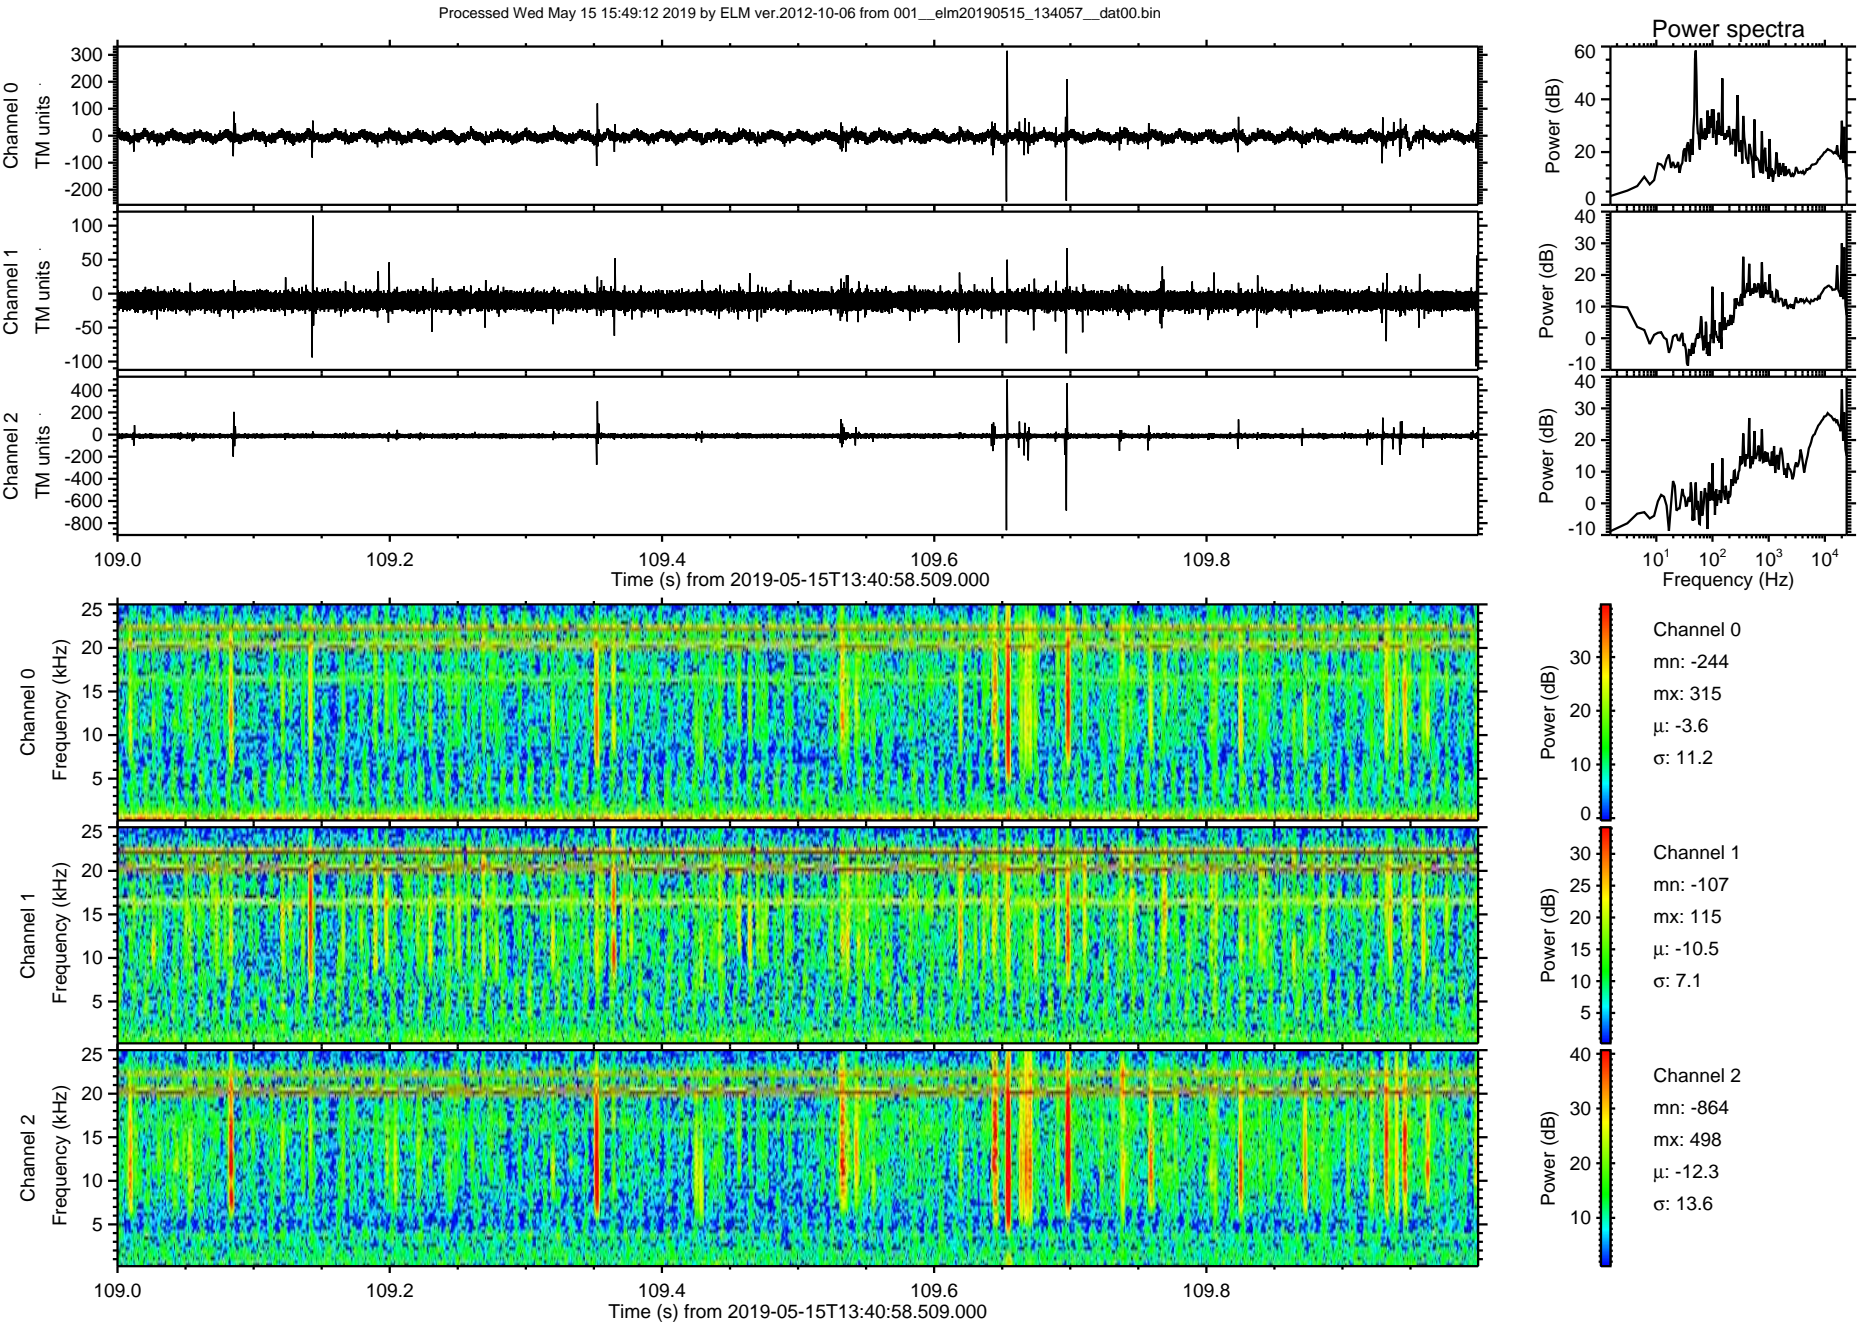 Processed Wed May 15 15:49:12 2019 by ELM ver.2012-10-06 from 001__elm20190515_134057__dat00.bin
Power spectra
Channel 0
TM units
300
200
100
0
-100
-200
Power (dB)
60
40
20
0
Channel 1
TM units
100
50
0
-50
-100
Power (dB)
40
30
20
10
0
-10
Channel 2
TM units
400
200
0
-200
-400
-600
-800
Power (dB)
40
30
20
10
0
-10
109.0 109.2 109.4 109.6 109.8
Time (s) from 2019-05-15T13:40:58.509.000
10^1 10^2 10^3 10^4
Frequency (Hz)
Channel 0
Frequency (kHz)
25
20
15
10
5
Power (dB)
30
20
10
0
Channel 0
mn: -244
mx: 315
μ: -3.6
σ: 11.2
Channel 1
Frequency (kHz)
25
20
15
10
5
Power (dB)
30
25
20
15
10
5
Channel 1
mn: -107
mx: 115
μ: -10.5
σ: 7.1
Channel 2
Frequency (kHz)
25
20
15
10
5
Power (dB)
40
30
20
10
Channel 2
mn: -864
mx: 498
μ: -12.3
σ: 13.6
109.0 109.2 109.4 109.6 109.8
Time (s) from 2019-05-15T13:40:58.509.000